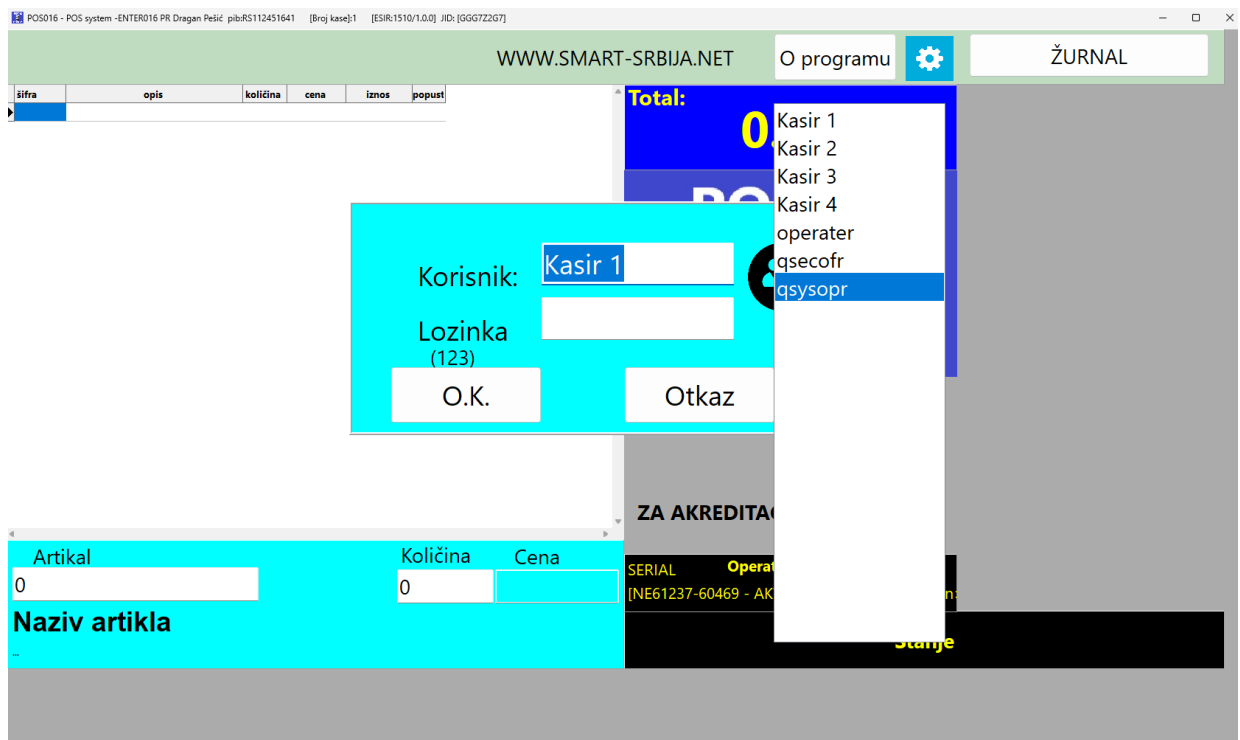 POS016 - POS system -ENTER016 PR Dragan Pešić pib:RS112451641 [Broj kase]:1 [ESIR:1510/1.0.0] JID: [GGG7Z2G7]
WWW.SMART-SRBIJA.NET O programu ŽURNAL
šifra opis količina cena iznos popust
Total:
0.
Kasir 1
Kasir 2
Kasir 3
Kasir 4
operater
qsecofr
qsysopr
Korisnik: Kasir 1
Lozinka
(123)
O.K. Otkaz
ZA AKREDITA
Artikal Količina Cena
0 0
Naziv artikla
...
SERIAL Opera
[NE61237-60469 - AK
Stanje